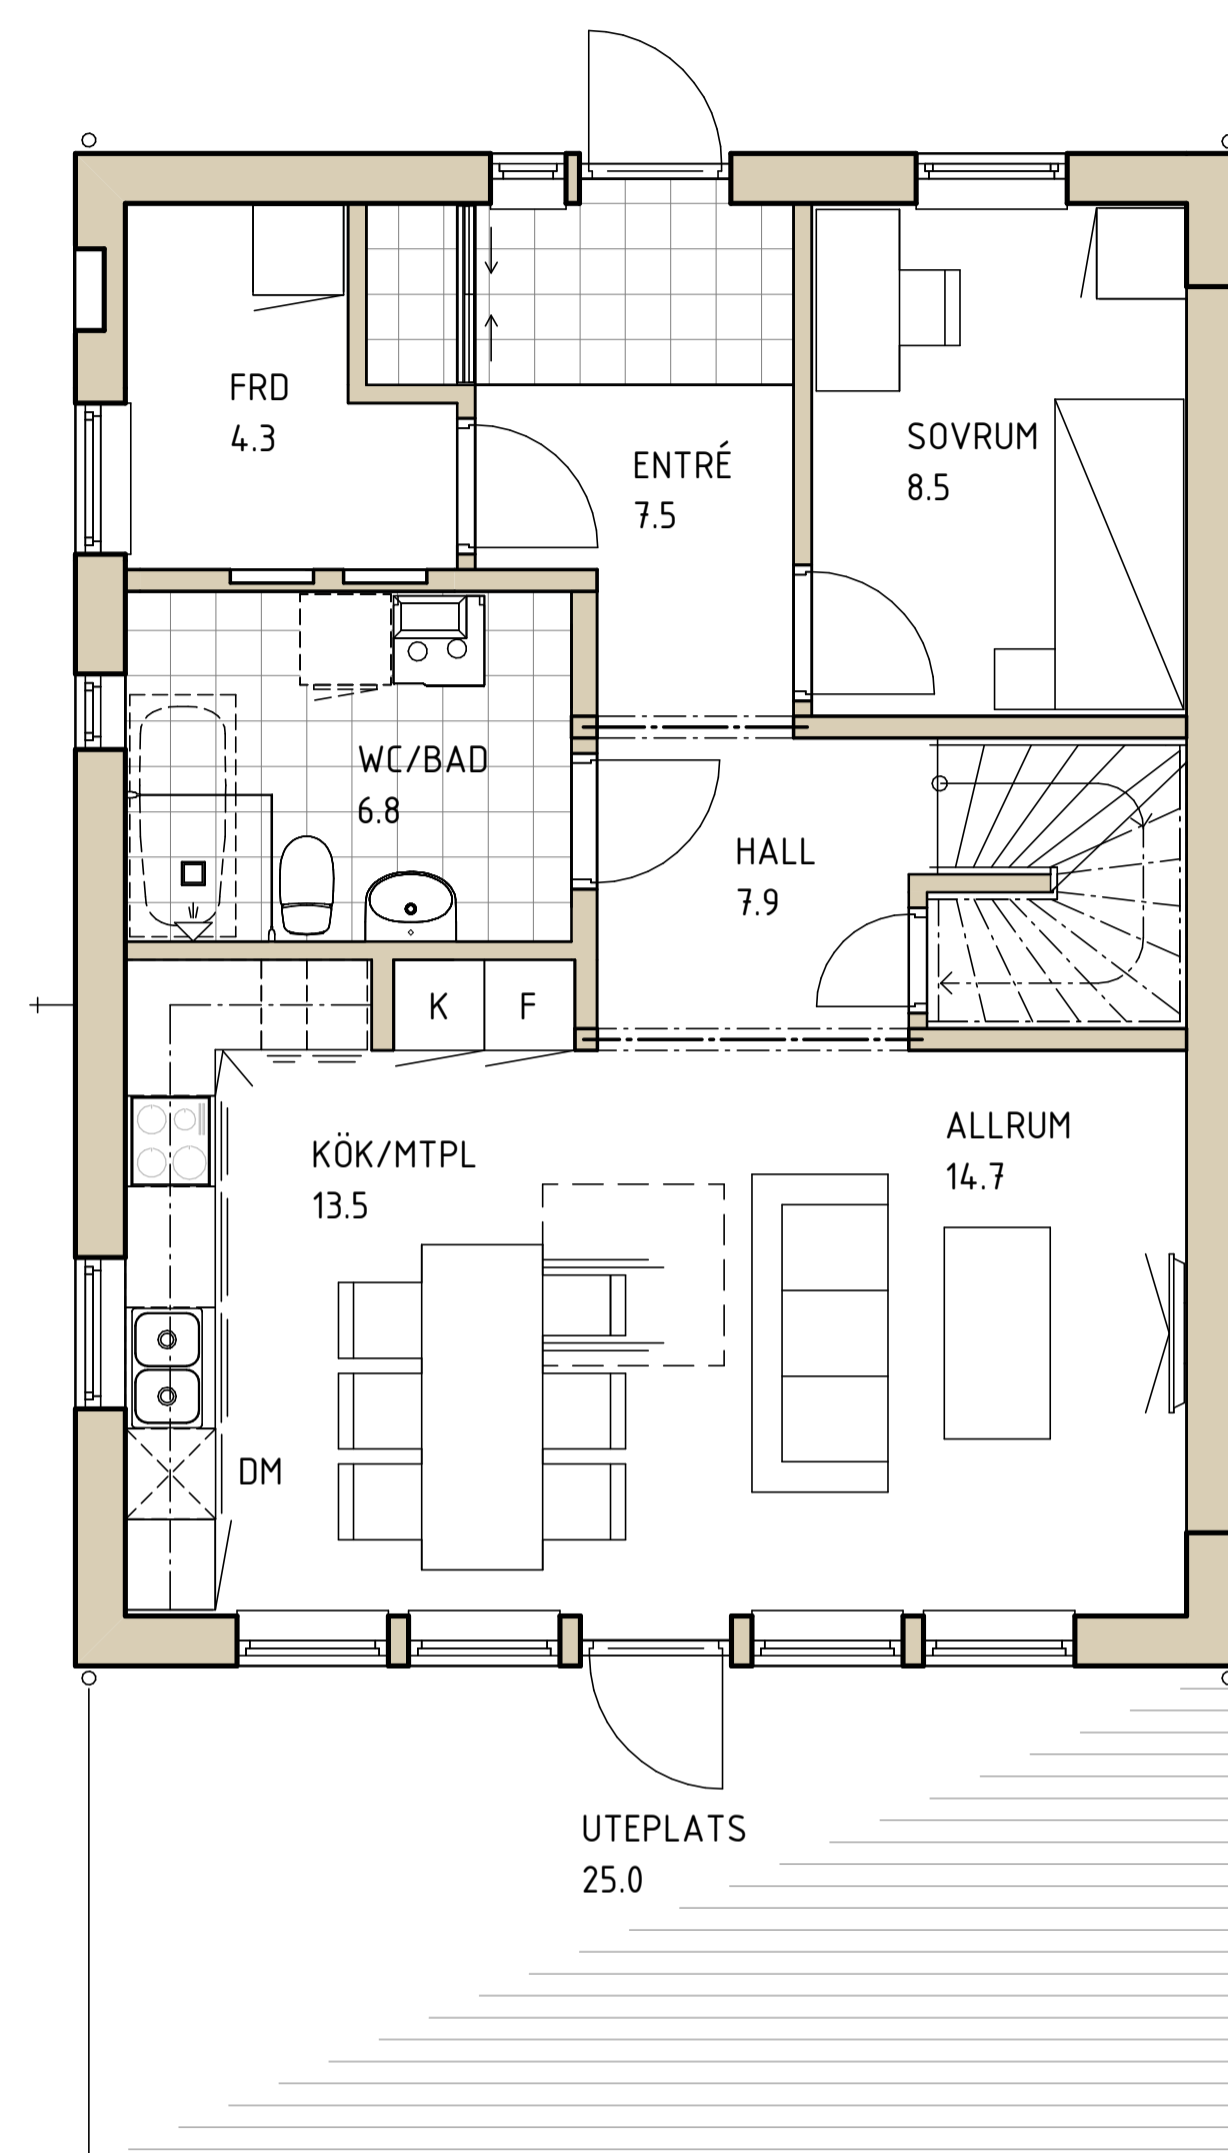 FRD
4.3
SOVRUM
8.5
ENTRÉ
7.5
WC/BAD
6.8
HALL
7.9
K
F
ALLRUM
14.7
KÖK/MTPL
13.5
DM
UTEPLATS
25.0